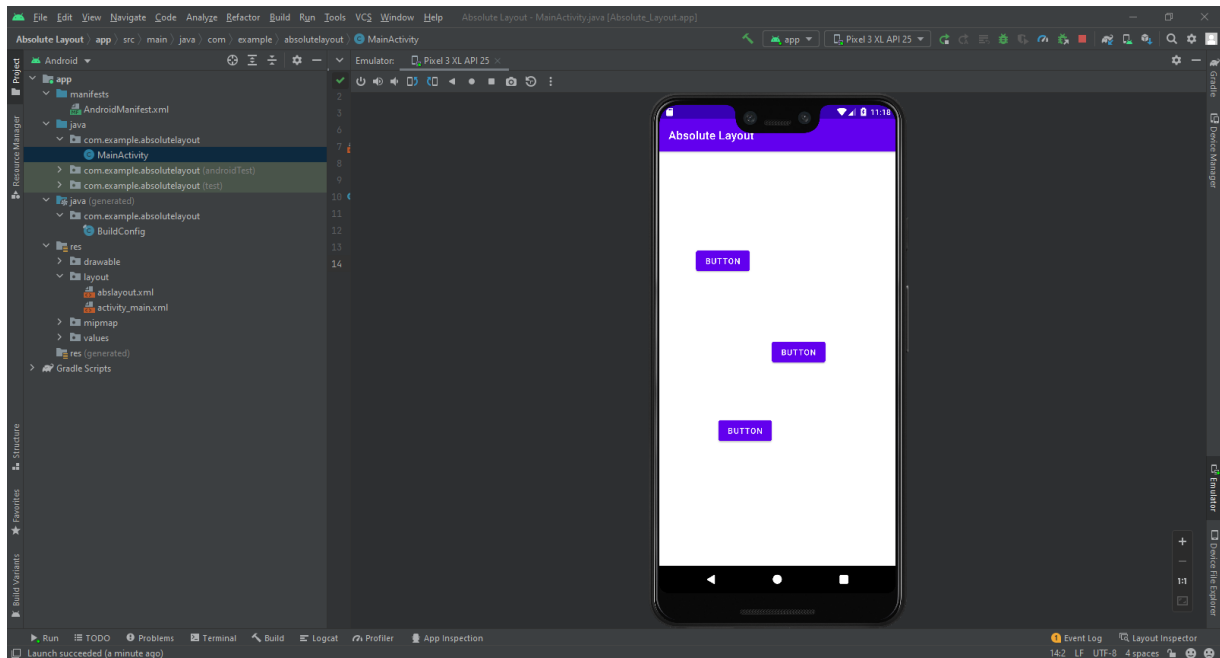 File Edit View Navigate Code Analyze Refactor Build Run Tools VCS Window Help Absolute Layout - MainActivity.java [Absolute_Layout.app]
Absolute Layout app src main java com example absolutelayout MainActivity app Pixel 3 XL API 25
Android Emulator: Pixel 3 XL API 25
Project
Resource Manager
Structure
Favorites
Build Variants
app
manifests
AndroidManifest.xml
java
com.example.absolutelayout
MainActivity
com.example.absolutelayout (androidTest)
com.example.absolutelayout (test)
java (generated)
com.example.absolutelayout
BuildConfig
res
drawable
layout
abslayout.xml
activity_main.xml
mipmap
values
res (generated)
Gradle Scripts
2
3
6
7
8
9
10
11
12
13
14
11:18
Absolute Layout
BUTTON
BUTTON
BUTTON
1:1
Gradle
Device Manager
Emulator
Device File Explorer
Run TODO Problems Terminal Build Logcat Profiler App Inspection 1 Event Log Layout Inspector
Launch succeeded (a minute ago) 14:2 LF UTF-8 4 spaces